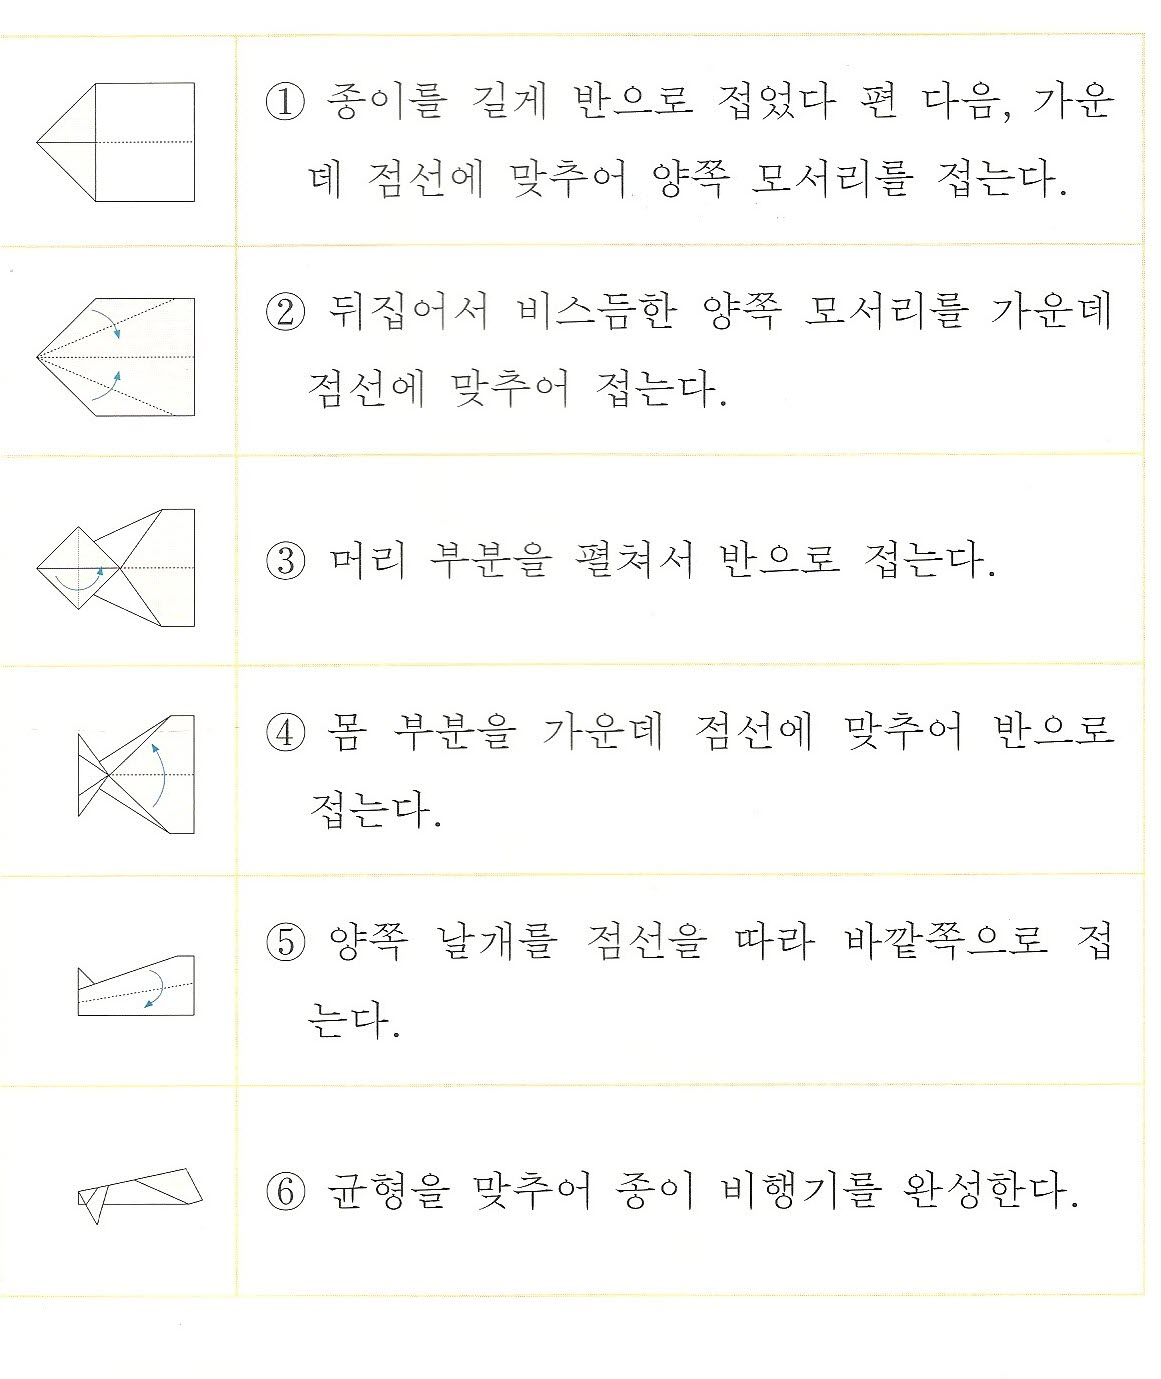 ① 종이를 길게 반으로 접었다 편 다음, 가운
데 점선에 맞추어 양쪽 모서리를 접는다.
② 뒤집어서 비스듬한 양쪽 모서리를 가운데
점선에 맞추어 접는다.
③ 머리 부분을 펼쳐서 반으로 접는다.
④ 몸 부분을 가운데 점선에 맞추어 반으로
접는다.
⑤ 양쪽 날개를 점선을 따라 바깥쪽으로 접
는다.
⑥ 균형을 맞추어 종이 비행기를 완성한다.